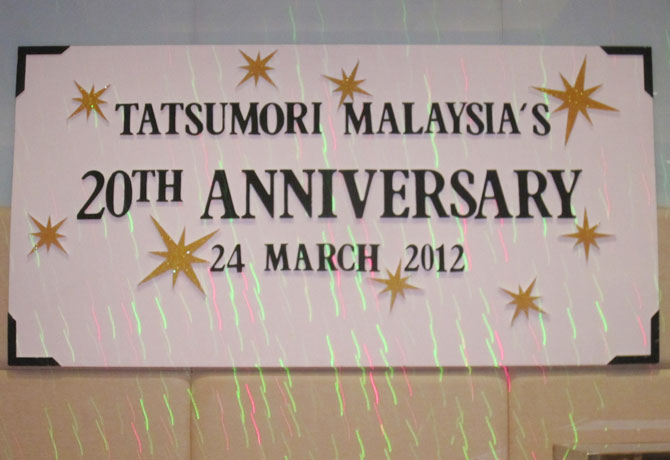 TATSUMORI MALAYSIA'S
20TH ANNIVERSARY
24 MARCH 2012